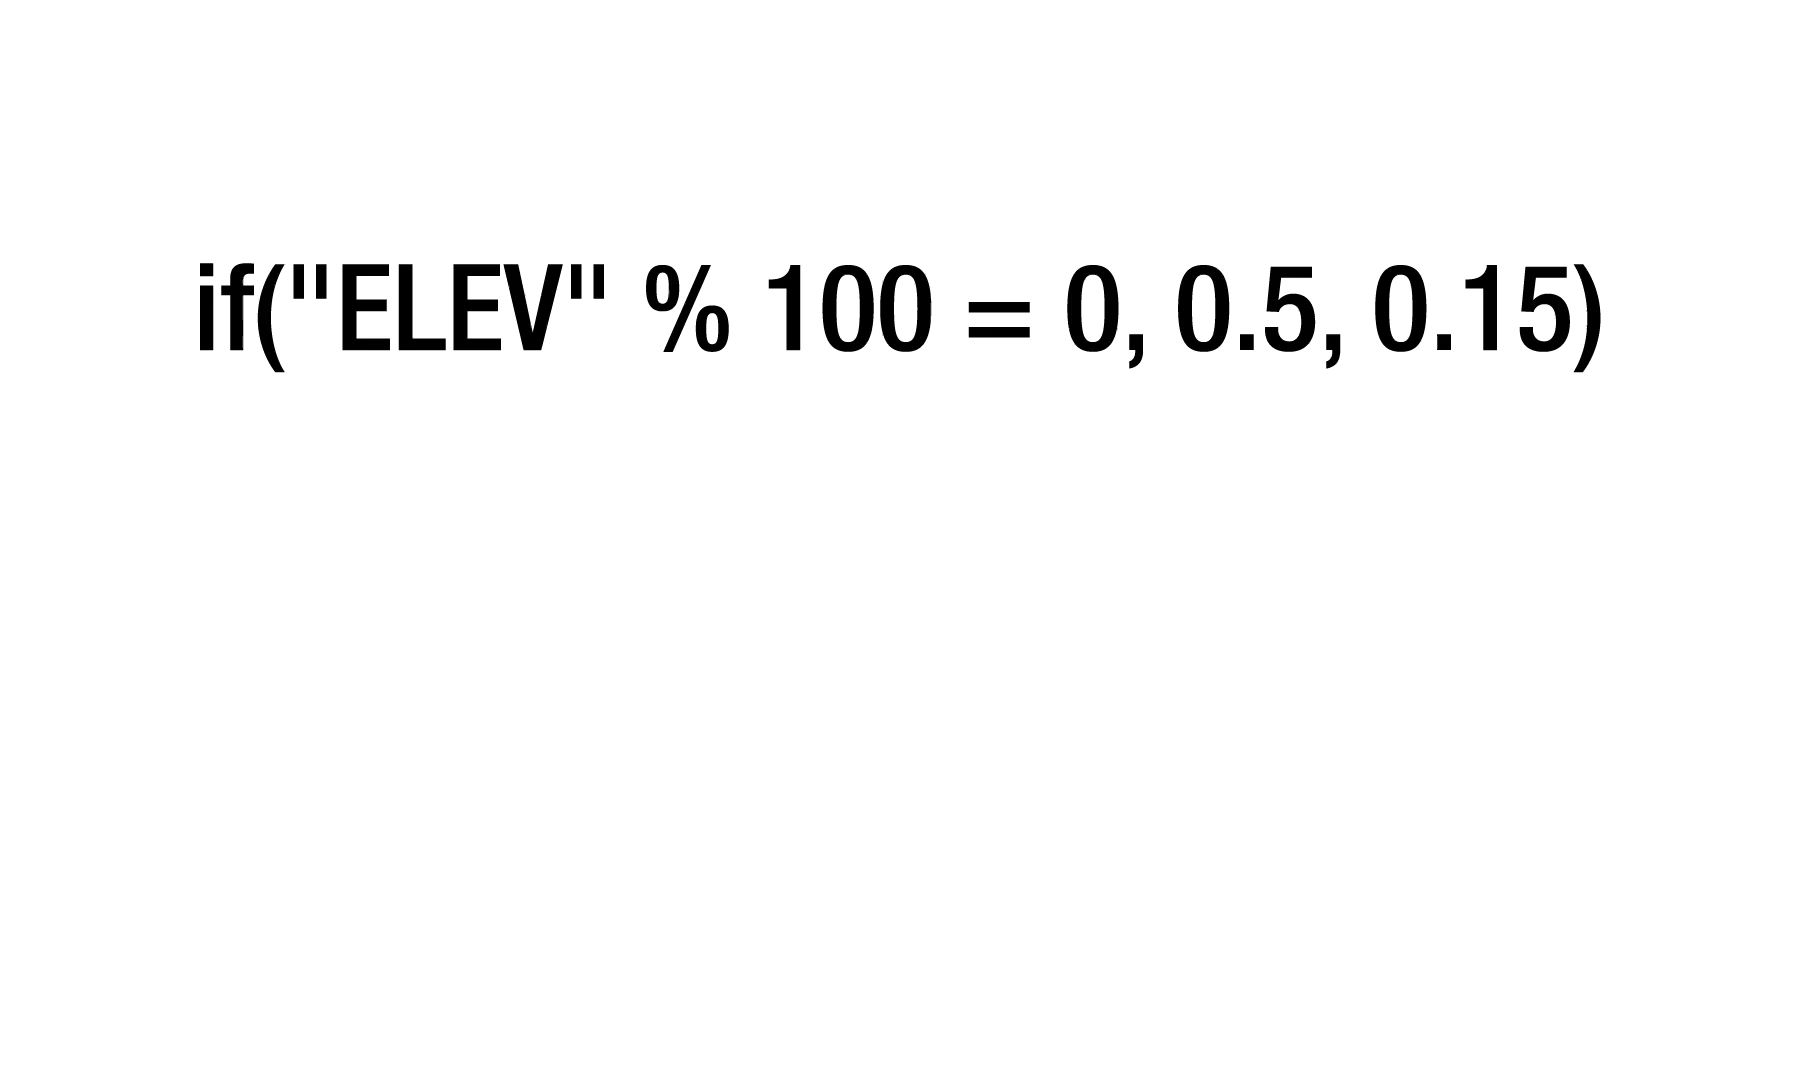 if("ELEV" % 100 = 0, 0.5, 0.15)